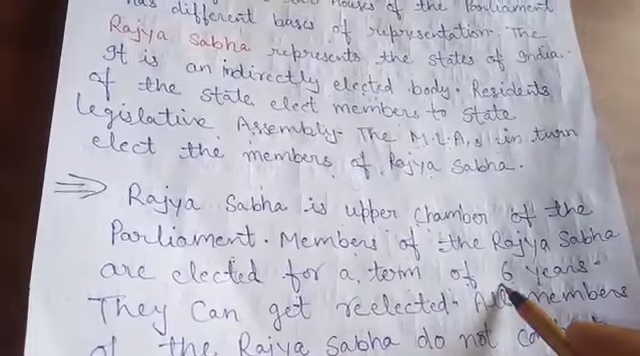 has different bases of representation. The
Rajya Sabha represents the states of India.
It is an indirectly elected body. Residents
of the state elect members to state
legislative Assembly. The M.L.A,s in turn
elect the members of Rajya Sabha.
⇒ Rajya Sabha is upper chamber of the
Parliament. Members of the Rajya Sabha
are elected for a term of 6 years.
They can get reelected. All members
of the Rajya Sabha do not